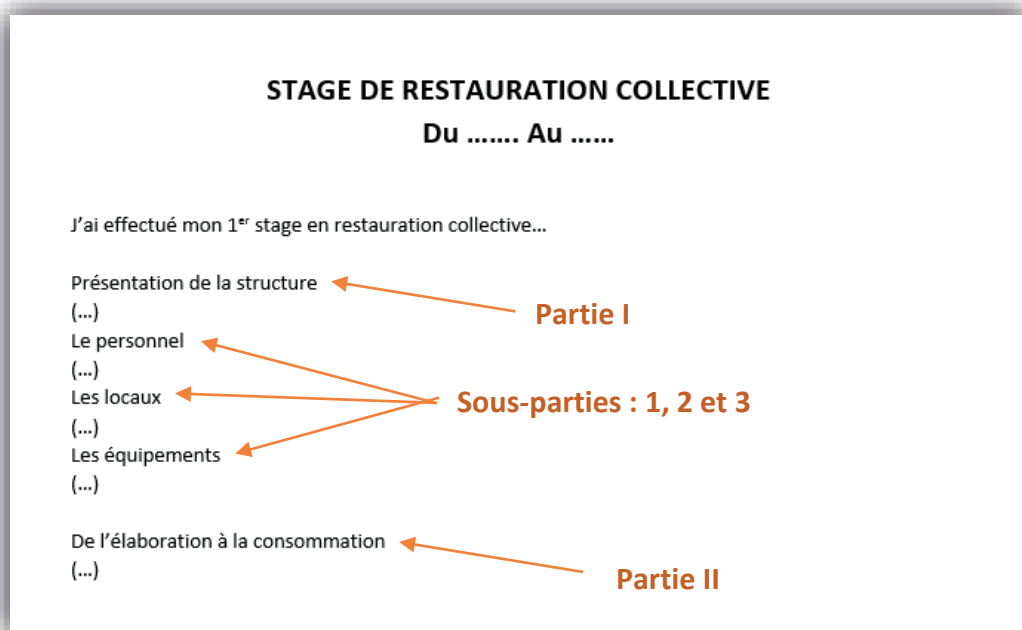 STAGE DE RESTAURATION COLLECTIVE
Du ……. Au ……
J’ai effectué mon 1er stage en restauration collective…
Présentation de la structure
(…)
Partie I
Le personnel
(…)
Les locaux
Sous-parties : 1, 2 et 3
(…)
Les équipements
(…)
De l’élaboration à la consommation
(…)
Partie II